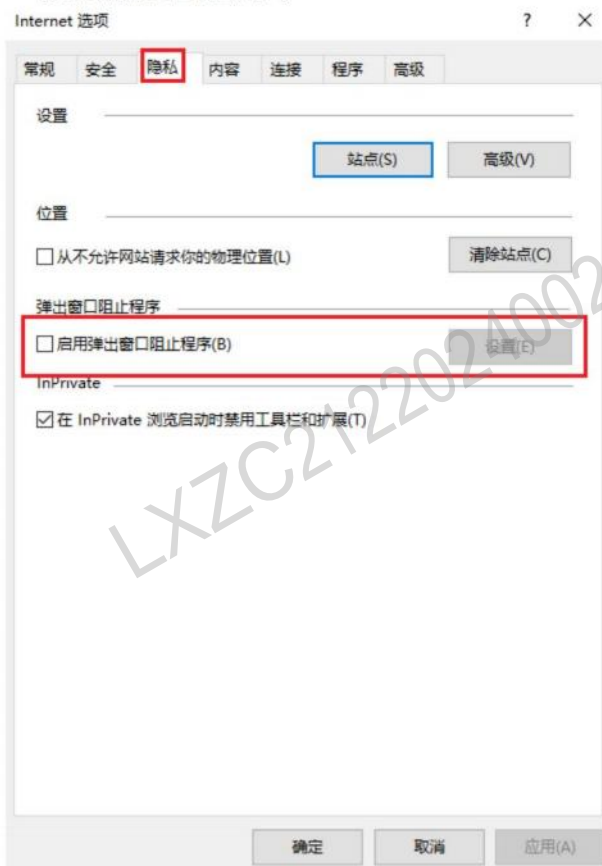 Internet 选项 ? ×
常规 安全 隐私 内容 连接 程序 高级
设置
站点(S) 高级(V)
位置
从不允许网站请求你的物理位置(L) 清除站点(C)
弹出窗口阻止程序
启用弹出窗口阻止程序(B) 设置(E)
InPrivate
在 InPrivate 浏览启动时禁用工具栏和扩展(T)
LXZC2122024002
确定 取消 应用(A)